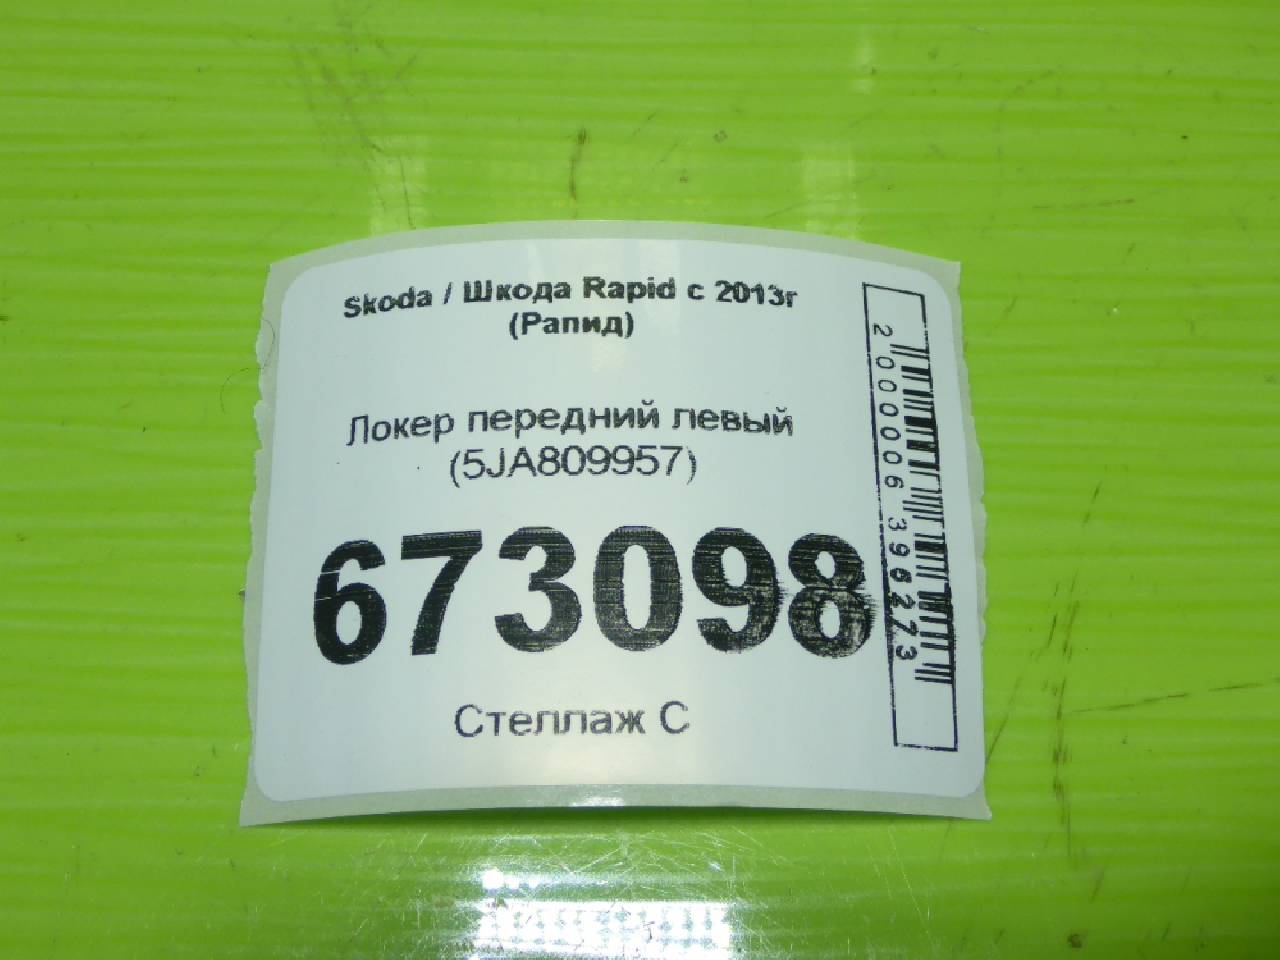 Skoda / Шкода Rapid с 2013г
(Рапид)
Локер передний левый
(5JA809957)
673098
Стеллаж С
2000006396273